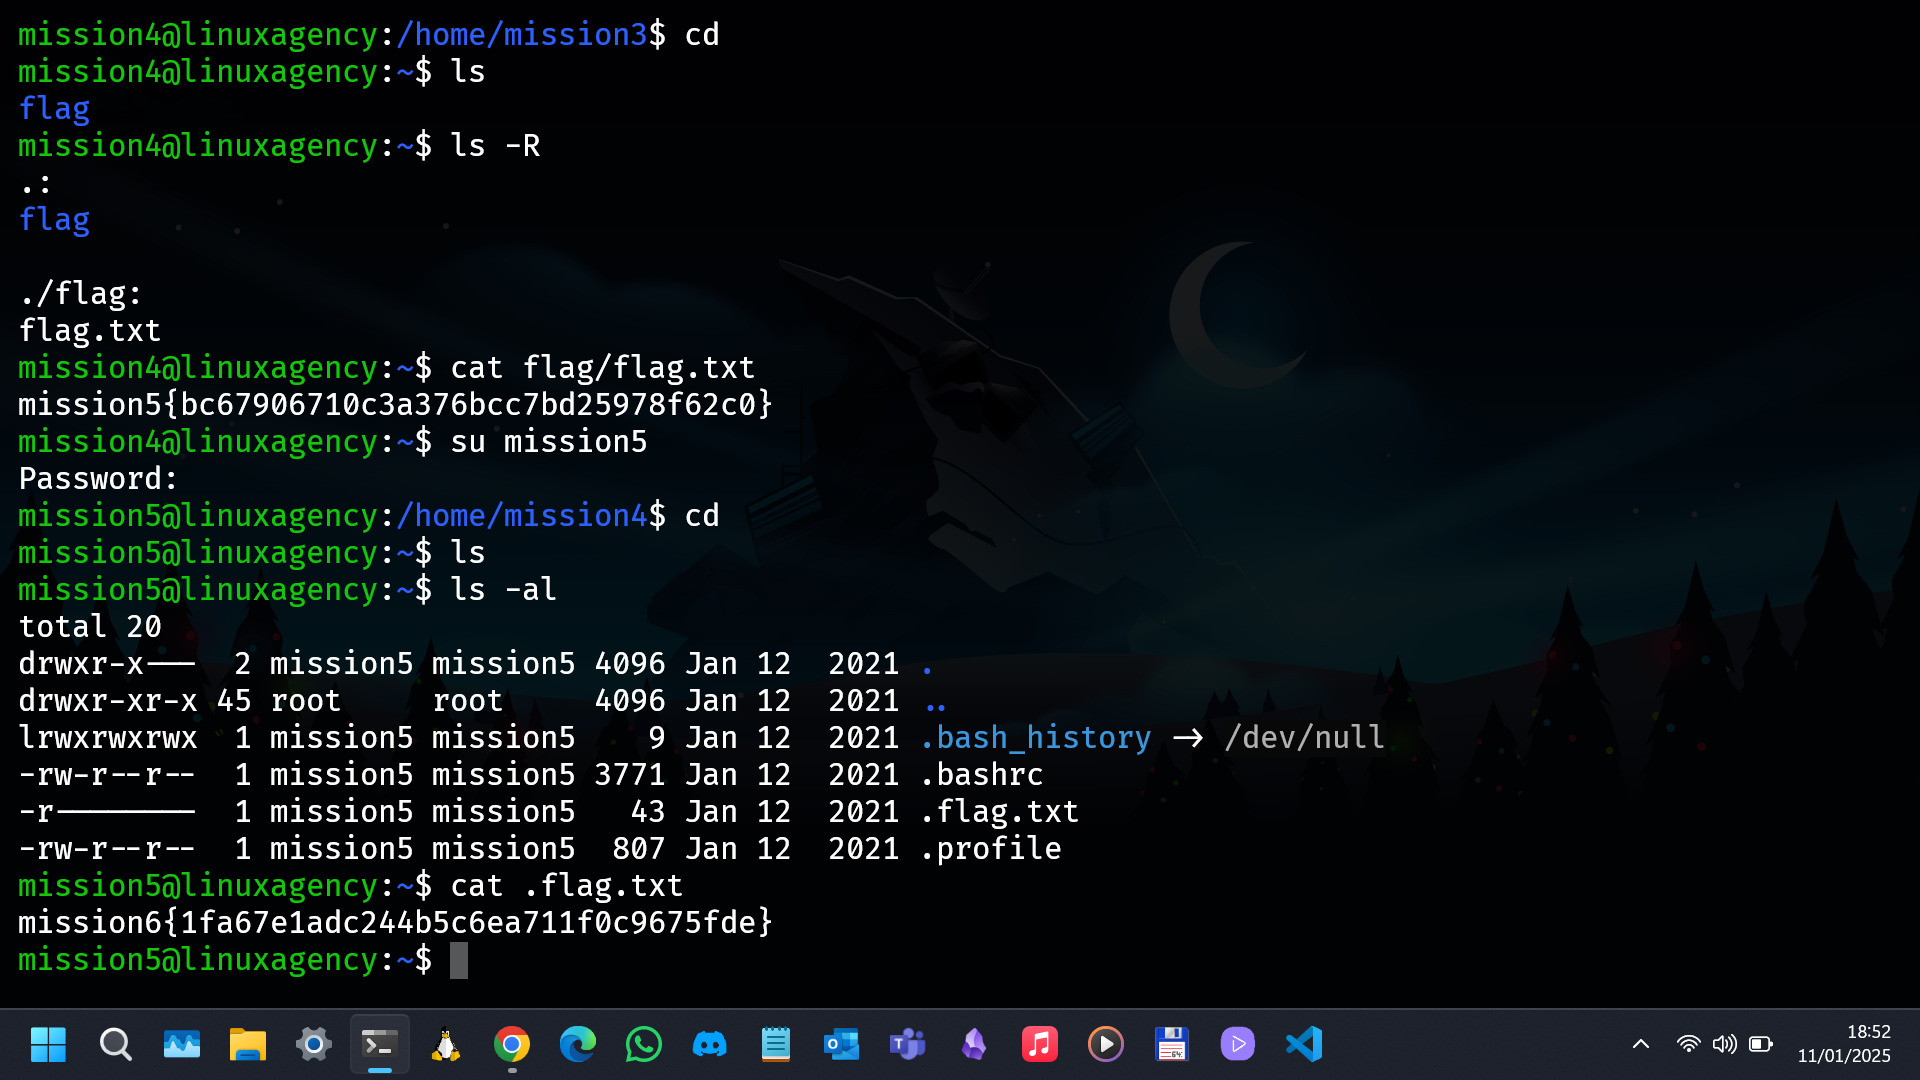 mission4@linuxagency:/home/mission3$ cd
mission4@linuxagency:~$ ls
flag
mission4@linuxagency:~$ ls -R
.:
flag
./flag:
flag.txt
mission4@linuxagency:~$ cat flag/flag.txt
mission5{bc67906710c3a376bcc7bd25978f62c0}
mission4@linuxagency:~$ su mission5
Password:
mission5@linuxagency:/home/mission4$ cd
mission5@linuxagency:~$ ls
mission5@linuxagency:~$ ls -al
total 20
drwxr-x---  2 mission5 mission5 4096 Jan 12  2021 .
drwxr-xr-x 45 root     root     4096 Jan 12  2021 ..
lrwxrwxrwx  1 mission5 mission5    9 Jan 12  2021 .bash_history -> /dev/null
-rw-r--r--  1 mission5 mission5 3771 Jan 12  2021 .bashrc
-r--------  1 mission5 mission5   43 Jan 12  2021 .flag.txt
-rw-r--r--  1 mission5 mission5  807 Jan 12  2021 .profile
mission5@linuxagency:~$ cat .flag.txt
mission6{1fa67e1adc244b5c6ea711f0c9675fde}
mission5@linuxagency:~$
18:52
11/01/2025